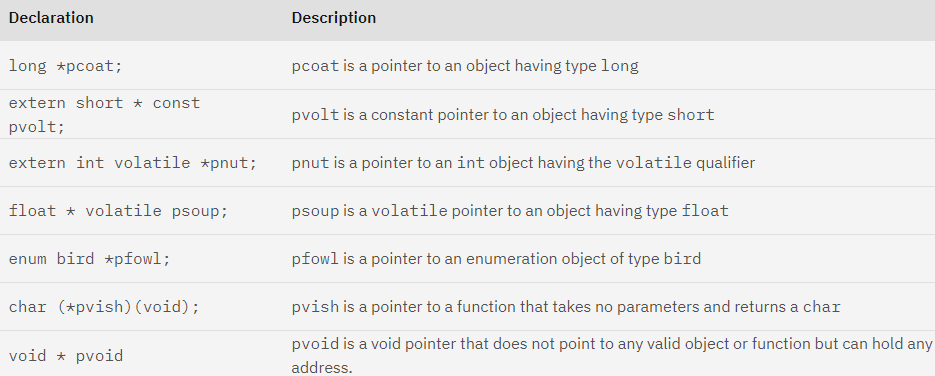 Declaration Description
long *pcoat; pcoat is a pointer to an object having type long
extern short * const
pvolt; pvolt is a constant pointer to an object having type short
extern int volatile *pnut; pnut is a pointer to an int object having the volatile qualifier
float * volatile psoup; psoup is a volatile pointer to an object having type float
enum bird *pfowl; pfowl is a pointer to an enumeration object of type bird
char (*pvish)(void); pvish is a pointer to a function that takes no parameters and returns a char
void * pvoid pvoid is a void pointer that does not point to any valid object or function but can hold any
address.